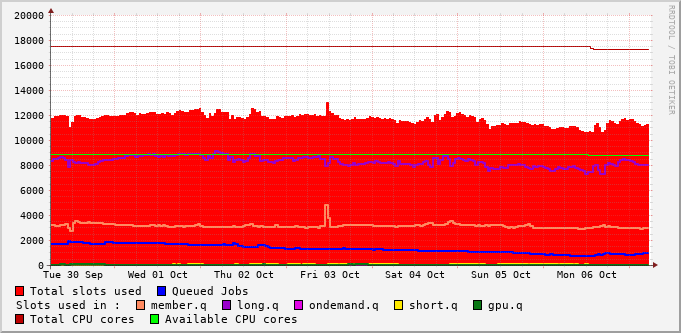 RRDTOOL / TOBI OETIKER
20000
18000
16000
14000
12000
10000
8000
6000
4000
2000
0
Tue 30 Sep Wed 01 Oct Thu 02 Oct Fri 03 Oct Sat 04 Oct Sun 05 Oct Mon 06 Oct
Total slots used Queued Jobs
Slots used in : member.q long.q ondemand.q short.q gpu.q
Total CPU cores Available CPU cores